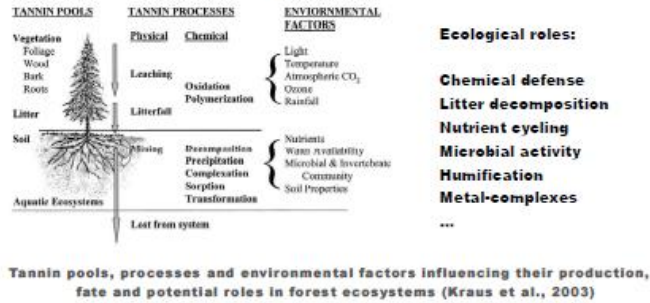 TANNIN POOLS
TANNIN PROCESSES
ENVIORNMENTAL
FACTORS
Vegetation
Foliage
Wood
Bark
Roots
Litter
Soil
Aquatic Ecosystems
Physical
Leaching
Litterfall
Mixing
Lost from system
Chemical
Oxidation
Polymerization
Decomposition
Precipitation
Complexation
Sorption
Transformation
Light
Temperature
Atmospheric CO2
Ozone
Rainfall
Nutrients
Water Availability
Microbial & Invertebrate
Community
Soil Properties
Ecological roles:
Chemical defense
Litter decomposition
Nutrient cycling
Microbial activity
Humification
Metal-complexes
...
Tannin pools, processes and environmental factors influencing their production,
fate and potential roles in forest ecosystems (Kraus et al., 2003)